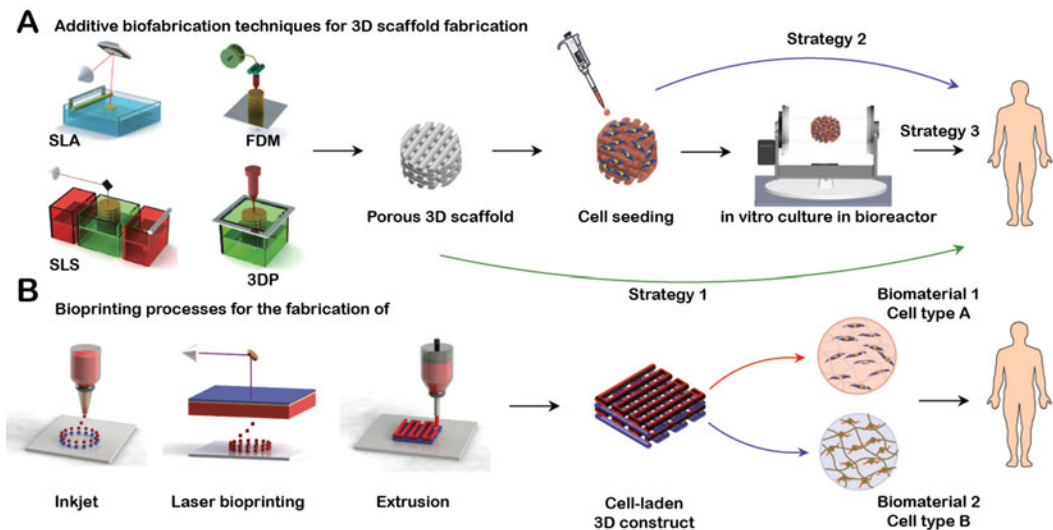 A
Additive biofabrication techniques for 3D scaffold fabrication
Strategy 2
SLA
FDM
Strategy 3
Porous 3D scaffold
Cell seeding
in vitro culture in bioreactor
SLS
3DP
Strategy 1
B
Bioprinting processes for the fabrication of
Biomaterial 1
Cell type A
Inkjet
Laser bioprinting
Extrusion
Cell-laden
3D construct
Biomaterial 2
Cell type B